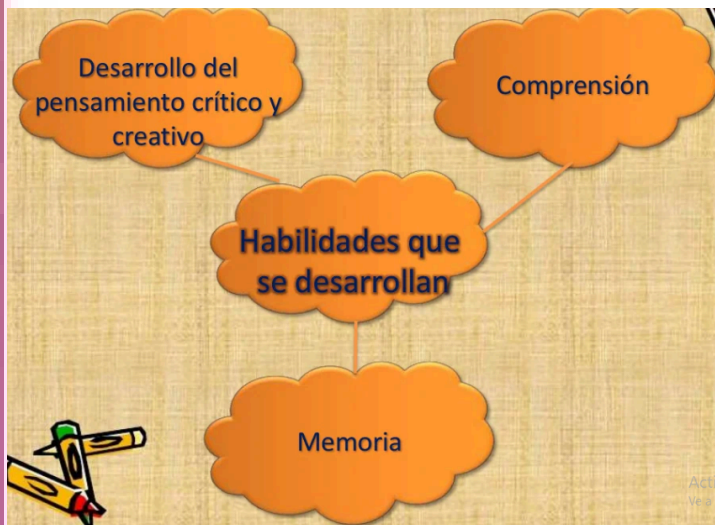 Desarrollo del
pensamiento crítico y
creativo
Comprensión
Habilidades que
se desarrollan
Memoria